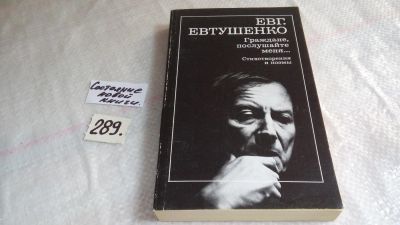 ЕВГ.
ЕВТУШЕНКО
Граждане,
послушайте
меня...
Стихотворения
и поэмы
Состояние
новой
книги.
289.